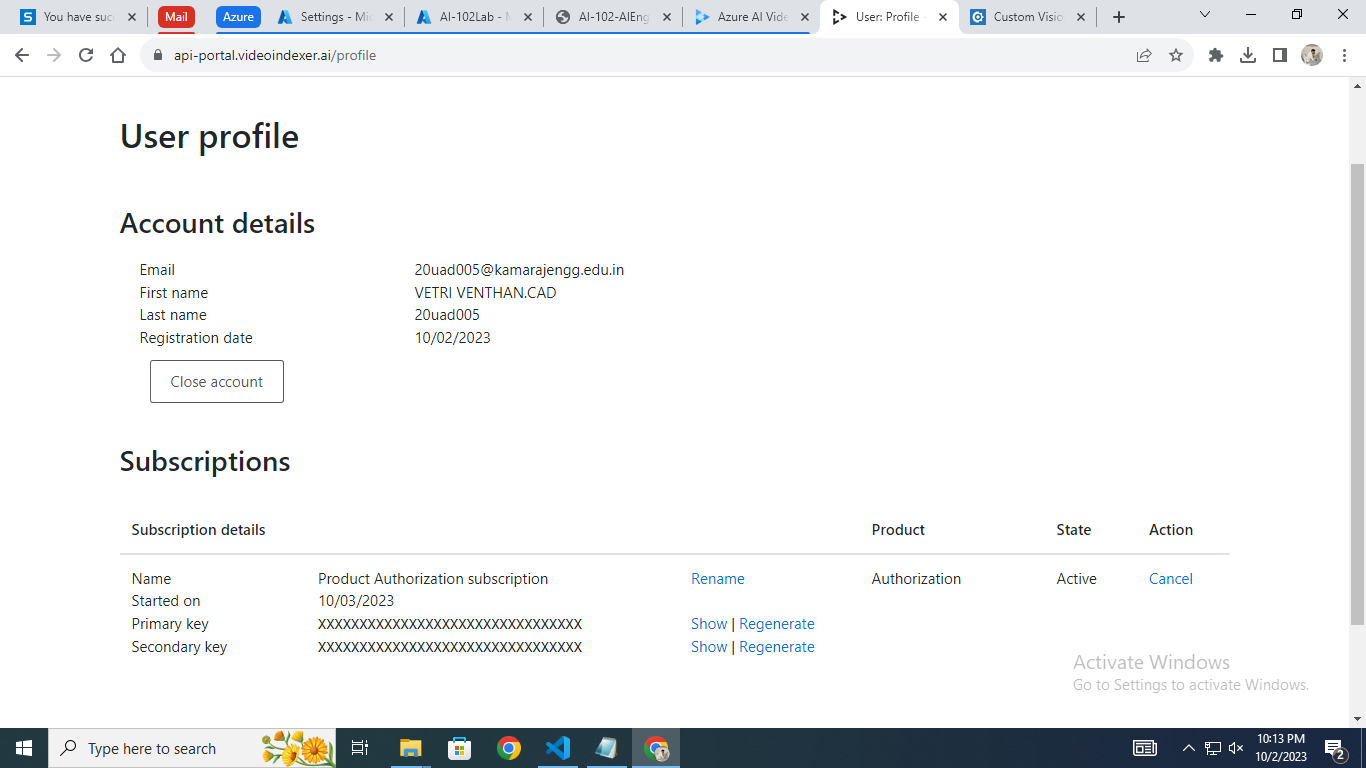 You have suc
Mail
Azure
Settings - Mic
AI-102Lab - M
AI-102-AIEng
Azure AI Vide
User: Profile -
Custom Visio
api-portal.videoindexer.ai/profile
User profile
Account details
Email 20uad005@kamarajengg.edu.in
First name VETRI VENTHAN.CAD
Last name 20uad005
Registration date 10/02/2023
Close account
Subscriptions
Subscription details Product State Action
Name Product Authorization subscription Rename Authorization Active Cancel
Started on 10/03/2023
Primary key XXXXXXXXXXXXXXXXXXXXXXXXXXXXXXXX Show | Regenerate
Secondary key XXXXXXXXXXXXXXXXXXXXXXXXXXXXXXXX Show | Regenerate
Activate Windows
Go to Settings to activate Windows.
Type here to search
10:13 PM
10/2/2023
2